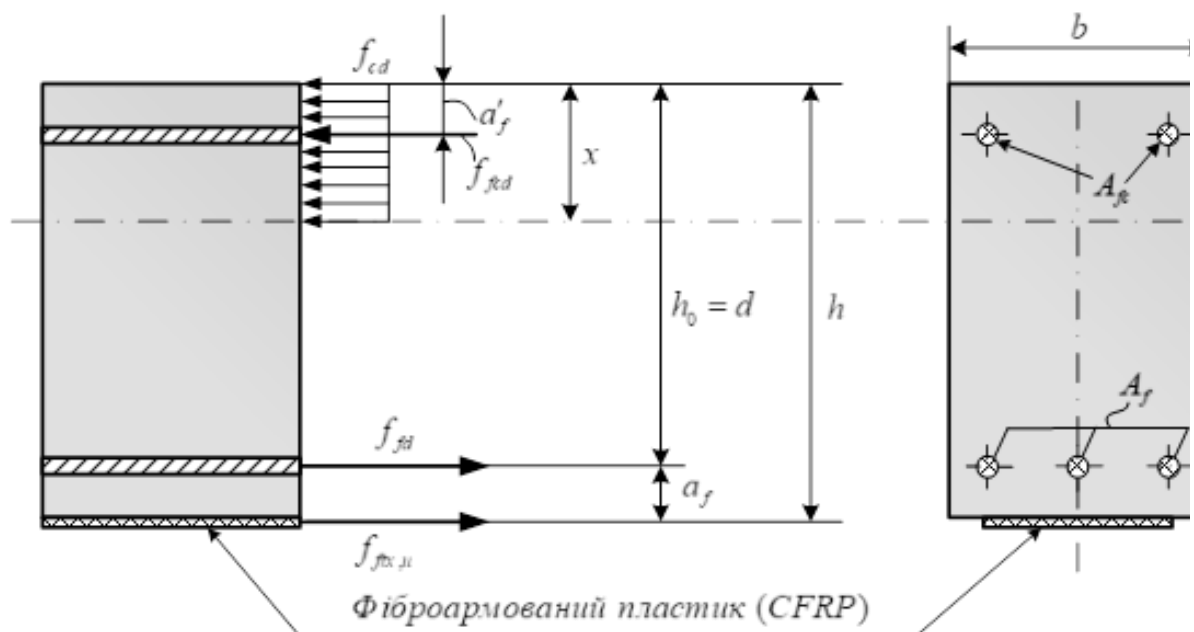 f_cd
b
a'_f
x
f_fcd
A_fc
h_0 = d
h
A_f
f_fd
a_f
f_ftx,u
Фіброармований пластик (CFRP)